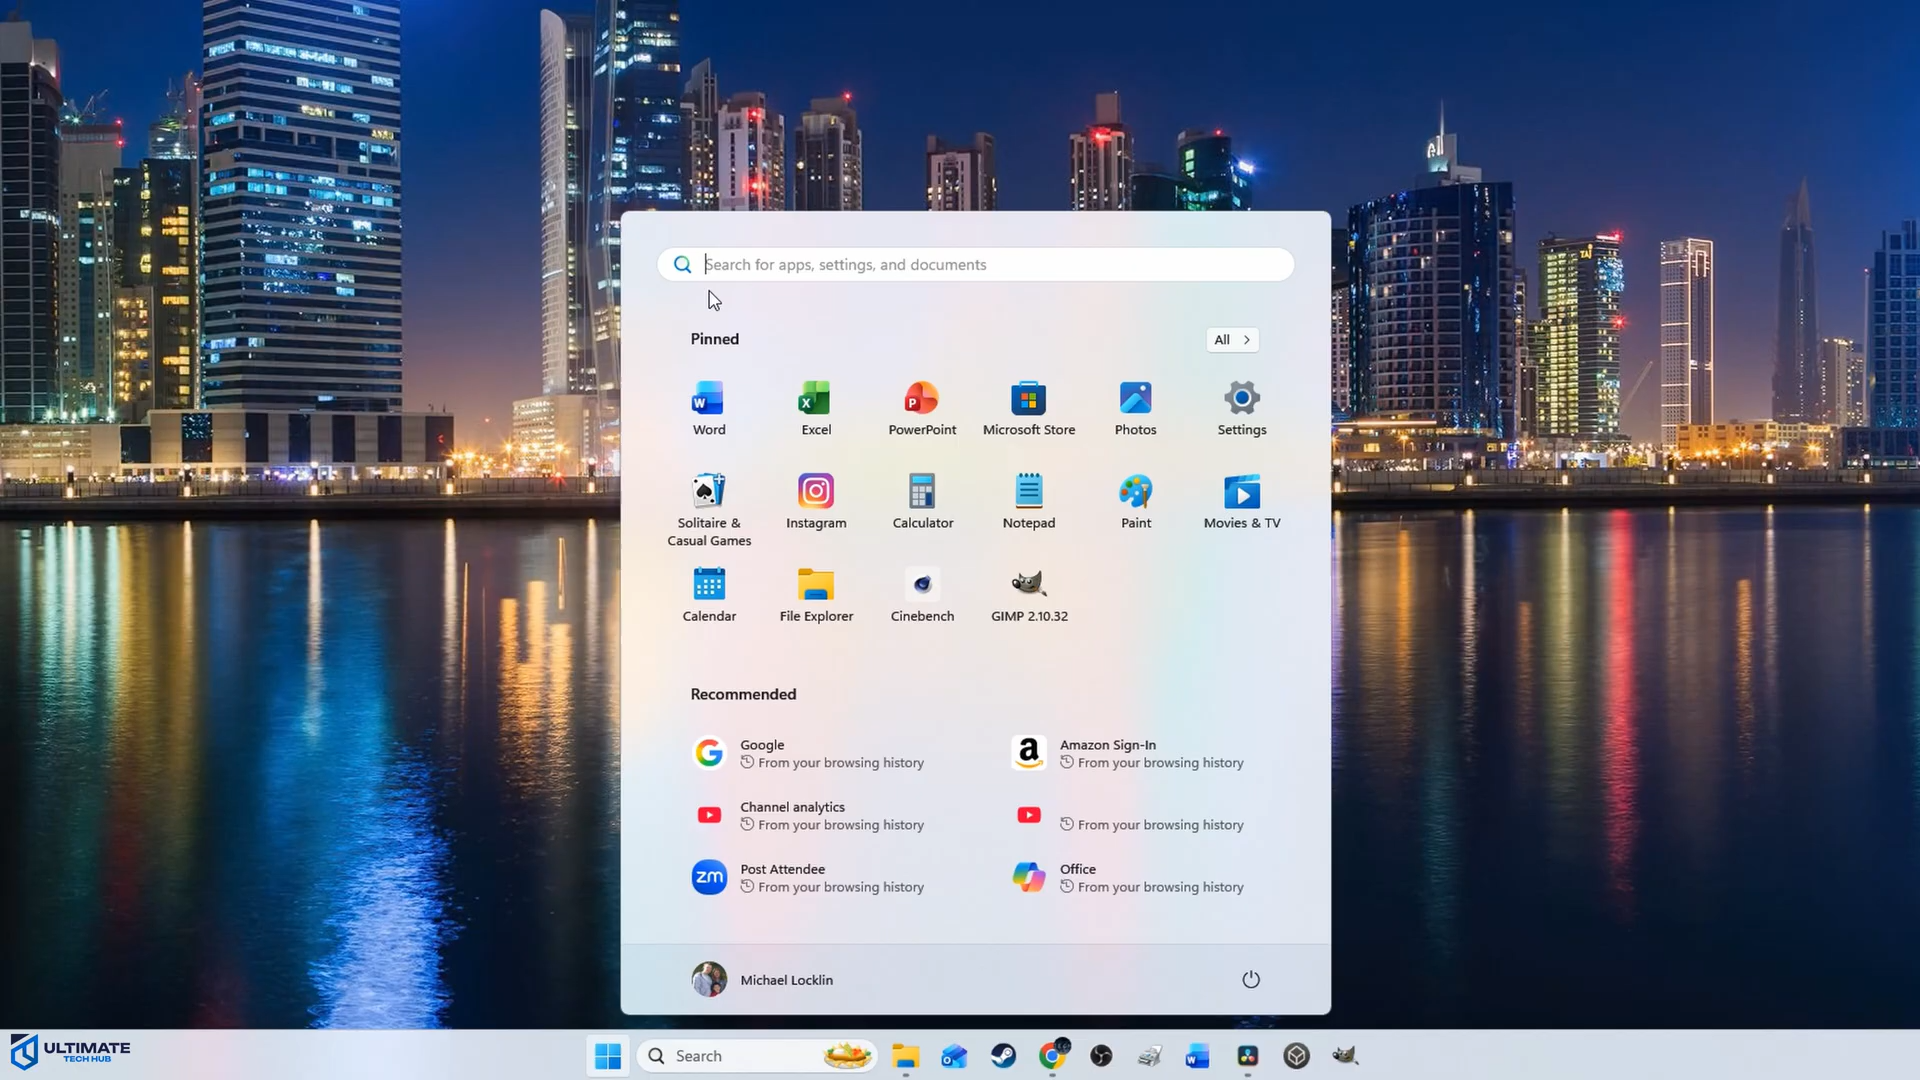 Search for apps, settings, and documents
Pinned
All
Word
Excel
PowerPoint
Microsoft Store
Photos
Settings
Solitaire &
Casual Games
Instagram
Calculator
Notepad
Paint
Movies & TV
Calendar
File Explorer
Cinebench
GIMP 2.10.32
Recommended
Google
From your browsing history
Amazon Sign-In
From your browsing history
Channel analytics
From your browsing history
From your browsing history
zm
Post Attendee
From your browsing history
Office
From your browsing history
Michael Locklin
ULTIMATE
TECH HUB
Search